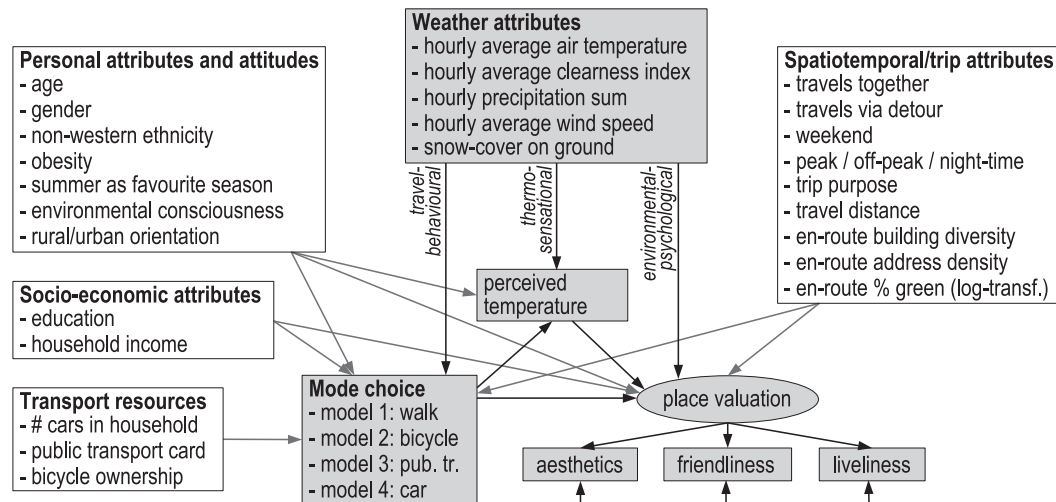 Weather attributes
- hourly average air temperature
- hourly average clearness index
- hourly precipitation sum
- hourly average wind speed
- snow-cover on ground
Personal attributes and attitudes
- age
- gender
- non-western ethnicity
- obesity
- summer as favourite season
- environmental consciousness
- rural/urban orientation
Spatiotemporal/trip attributes
- travels together
- travels via detour
- weekend
- peak / off-peak / night-time
- trip purpose
- travel distance
- en-route building diversity
- en-route address density
- en-route % green (log-transf.)
travel-
behavioural
thermo-
sensational
environmental-
psychological
perceived
temperature
Socio-economic attributes
- education
- household income
Transport resources
- # cars in household
- public transport card
- bicycle ownership
Mode choice
- model 1: walk
- model 2: bicycle
- model 3: pub. tr.
- model 4: car
place valuation
aesthetics
friendliness
liveliness